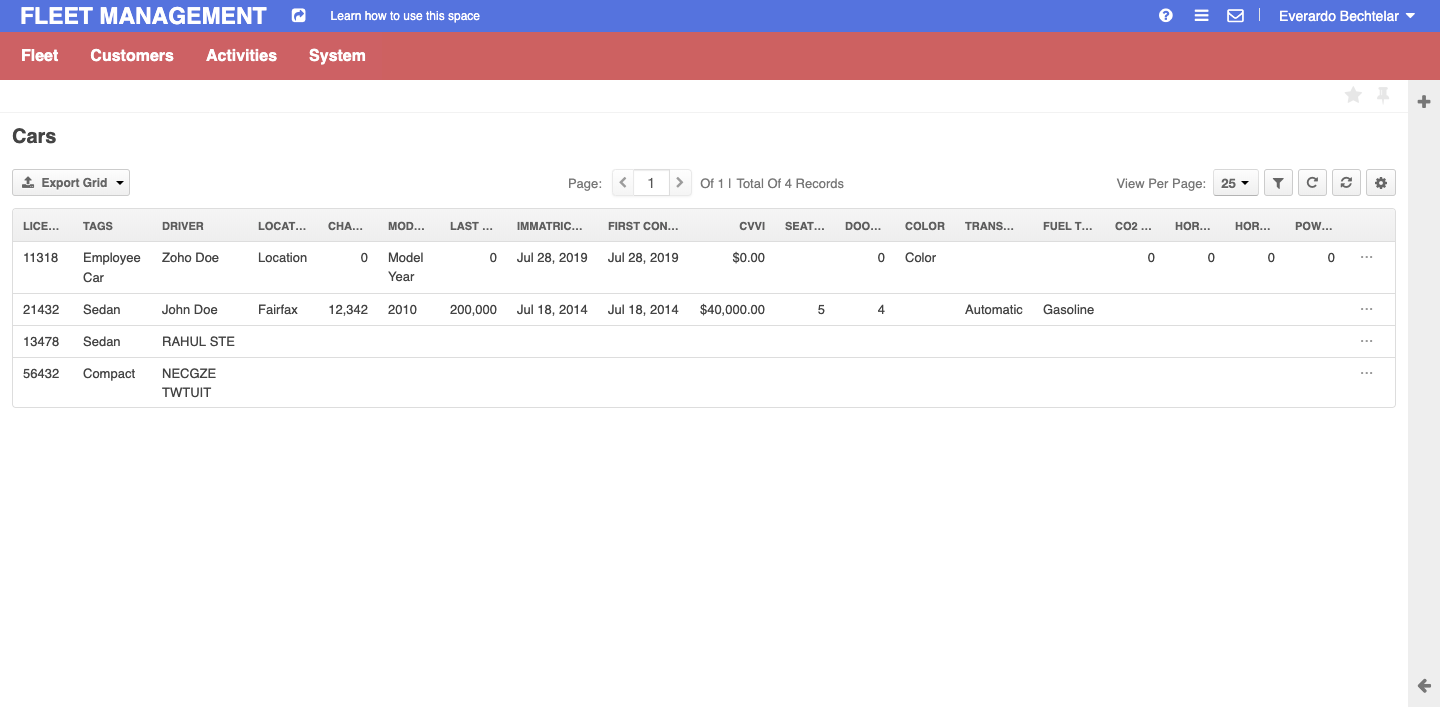 FLEET MANAGEMENT Learn how to use this space Everardo Bechtelar
Fleet Customers Activities System
Cars
Export Grid Page: 1 Of 1 | Total Of 4 Records View Per Page: 25
LICE... TAGS DRIVER LOCAT... CHA... MOD... LAST ... IMMATRIC... FIRST CON... CVVI SEAT... DOO... COLOR TRANS... FUEL T... CO2 ... HOR... HOR... POW...
11318 Employee Car Zoho Doe Location 0 Model Year 0 Jul 28, 2019 Jul 28, 2019 $0.00 0 Color 0 0 0 0 ...
21432 Sedan John Doe Fairfax 12,342 2010 200,000 Jul 18, 2014 Jul 18, 2014 $40,000.00 5 4 Automatic Gasoline ...
13478 Sedan RAHUL STE ...
56432 Compact NECGZE TWTUIT ...